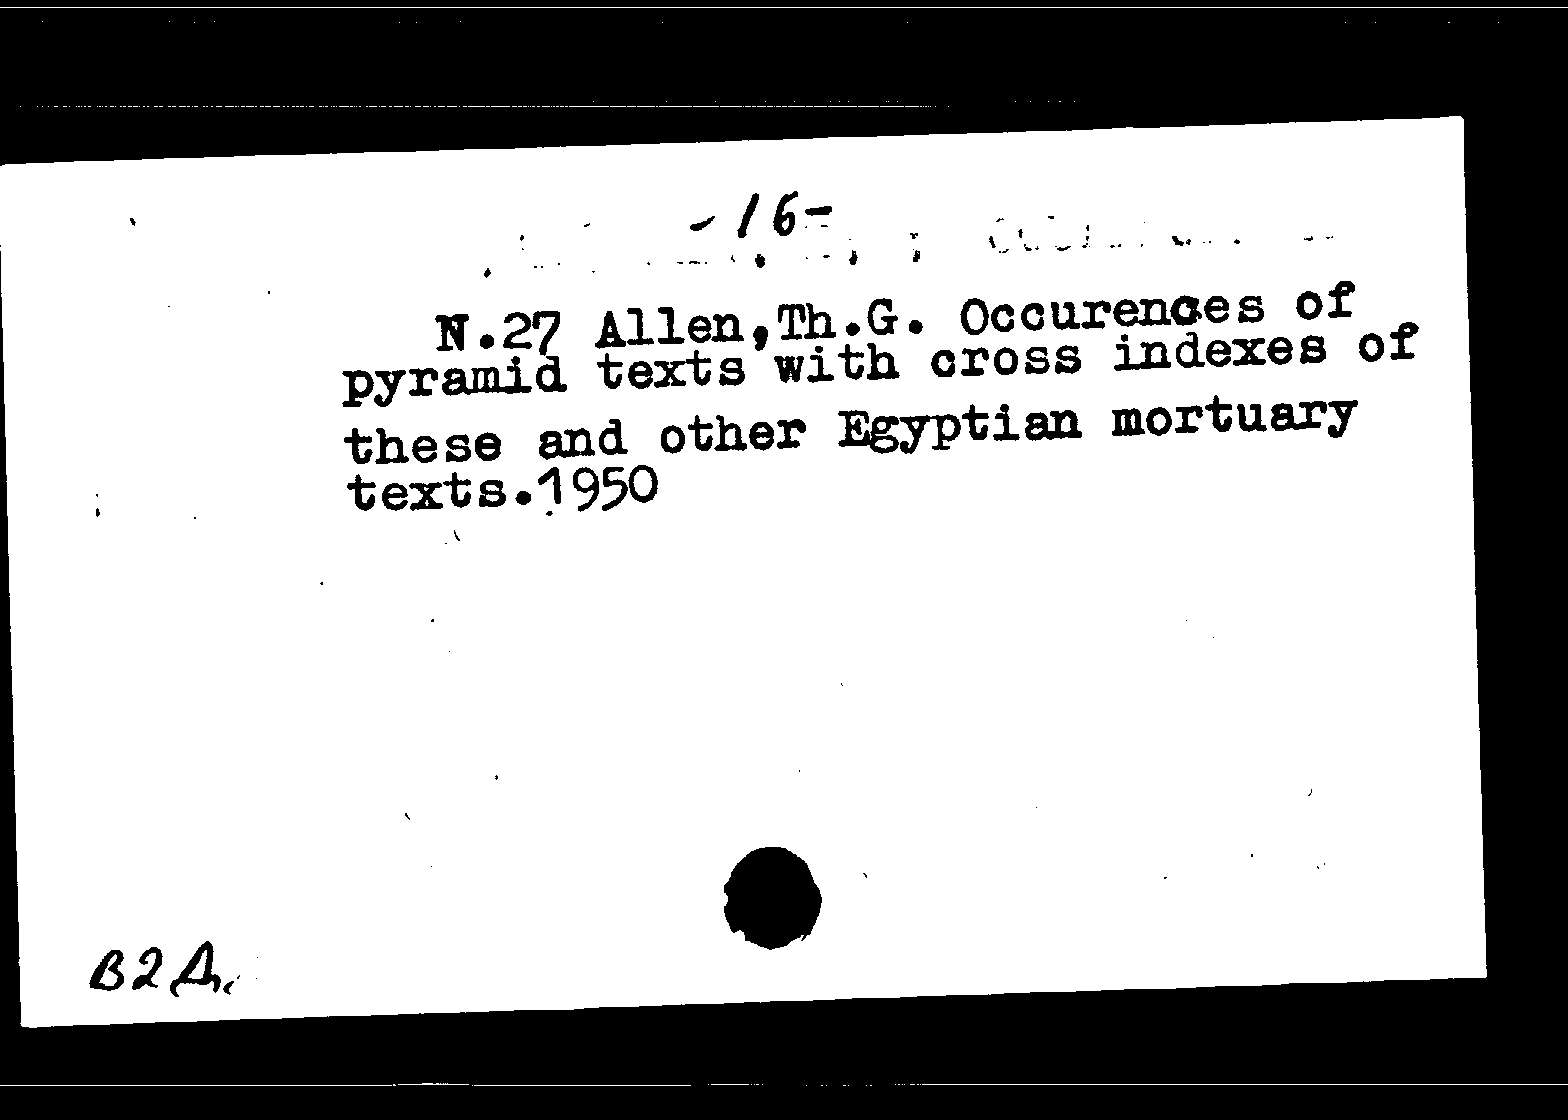 -16-
N.27 Allen,Th.G. Occurences of
pyramid texts with cross indexes of
these and other Egyptian mortuary
texts.1950
В2Д.